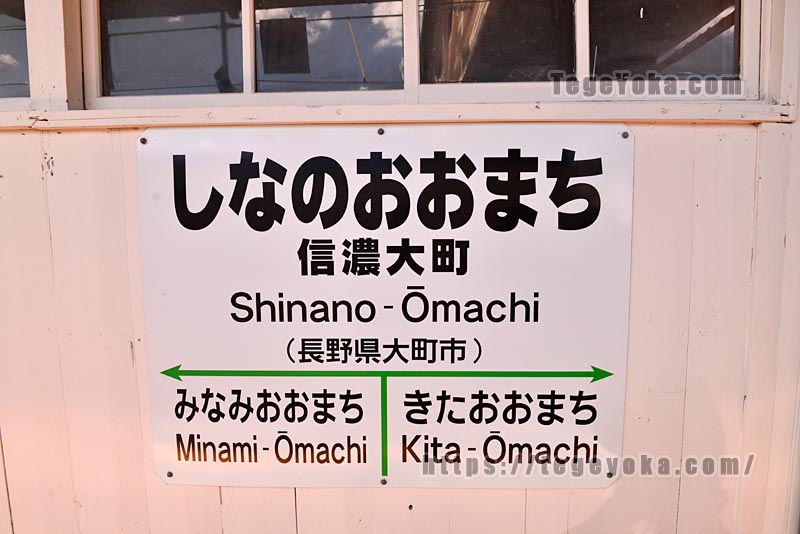 TegeYoka.com
しなのおおまち
信濃大町
Shinano-Ōmachi
（長野県大町市）
みなみおおまち きたおおまち
Minami-Ōmachi Kita-Ōmachi
https://tegeyoka.com/